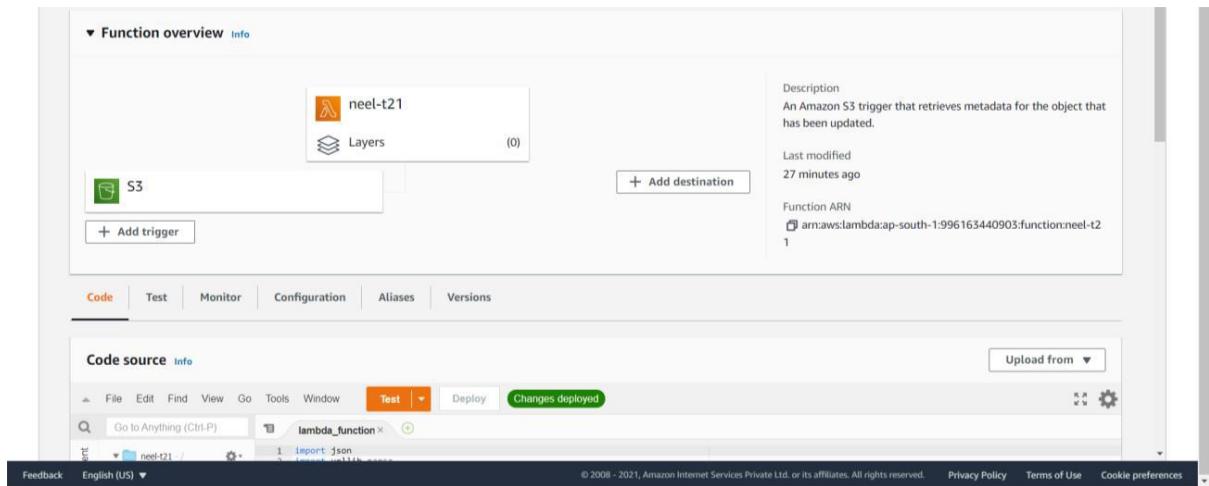 Function overview Info
neel-t21
Layers (0)
S3
+ Add trigger
+ Add destination
Description
An Amazon S3 trigger that retrieves metadata for the object that
has been updated.
Last modified
27 minutes ago
Function ARN
arn:aws:lambda:ap-south-1:996163440903:function:neel-t2
1
Code Test Monitor Configuration Aliases Versions
Code source Info
Upload from
File Edit Find View Go Tools Window Test Deploy Changes deployed
Go to Anything (Ctrl-P)
lambda_function ×
neel-t21 - /
1 import json
Feedback English (US) © 2008 - 2021, Amazon Internet Services Private Ltd. or its affiliates. All rights reserved. Privacy Policy Terms of Use Cookie preferences